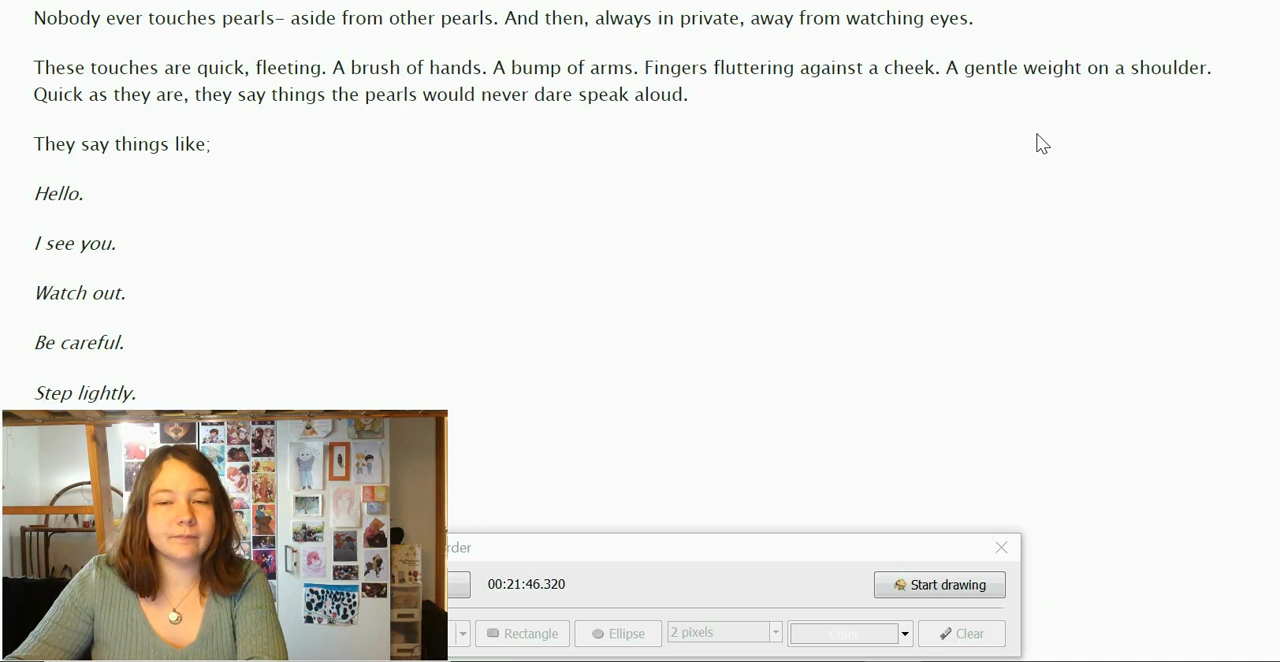 Nobody ever touches pearls– aside from other pearls. And then, always in private, away from watching eyes.
These touches are quick, fleeting. A brush of hands. A bump of arms. Fingers fluttering against a cheek. A gentle weight on a shoulder.
Quick as they are, they say things the pearls would never dare speak aloud.
They say things like;
Hello.
I see you.
Watch out.
Be careful.
Step lightly.
rder
00:21:46.320
Start drawing
Rectangle
Ellipse
2 pixels
Color
Clear